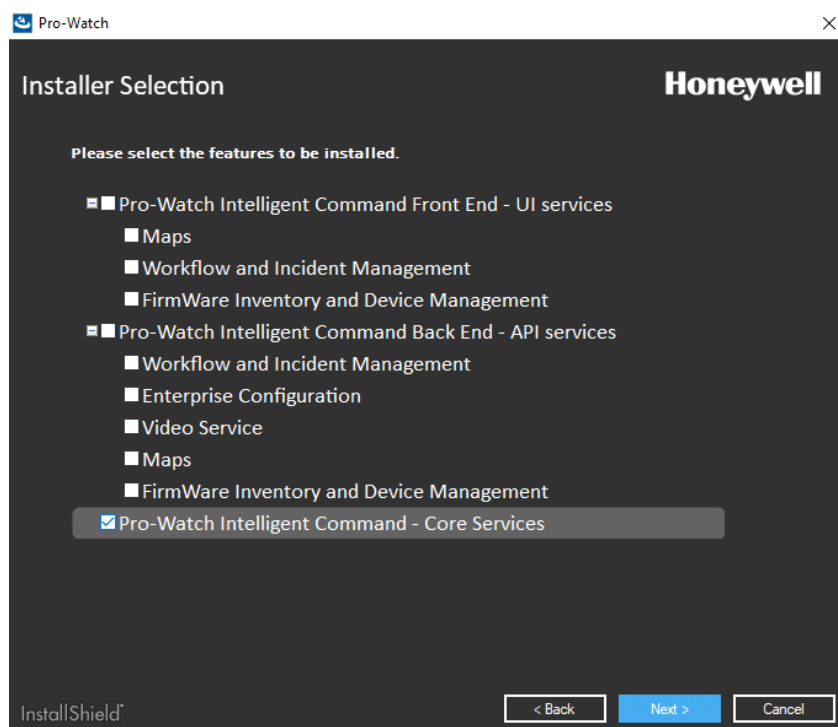 Pro-Watch
Installer Selection
Honeywell
Please select the features to be installed.
Pro-Watch Intelligent Command Front End - UI services
Maps
Workflow and Incident Management
FirmWare Inventory and Device Management
Pro-Watch Intelligent Command Back End - API services
Workflow and Incident Management
Enterprise Configuration
Video Service
Maps
FirmWare Inventory and Device Management
Pro-Watch Intelligent Command - Core Services
InstallShield
< Back
Next >
Cancel